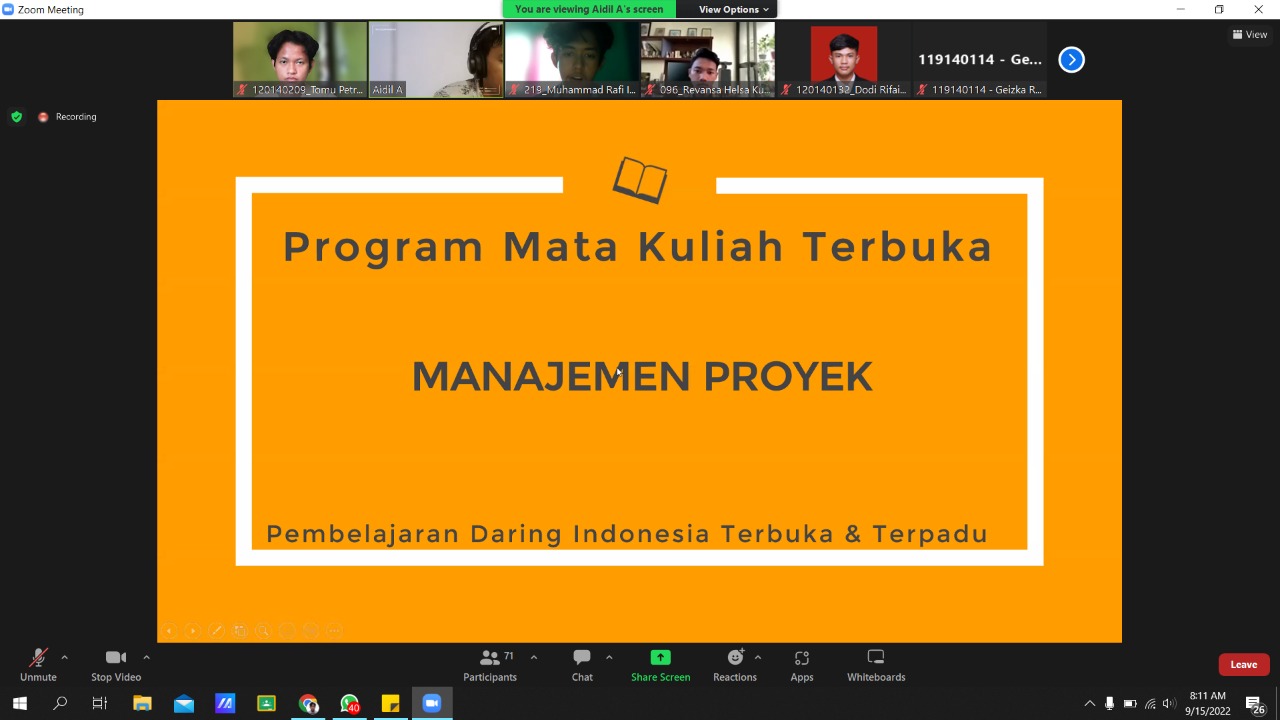 Zoom Meeting
You are viewing Aidil A's screen
View Options
View
120140209_Tomu Petr...
Aidil A
219_Muhammad Rafi I...
096_Revansa Helsa Ku...
120140132_Dodi Rifai...
119140114 - Ge...
119140114 - Geizka R...
Recording
Program Mata Kuliah Terbuka
MANAJEMEN PROYEK
Pembelajaran Daring Indonesia Terbuka & Terpadu
Unmute
Stop Video
71
Participants
Chat
Share Screen
Reactions
Apps
Whiteboards
Leave
40
8:11 AM
9/15/2022
26